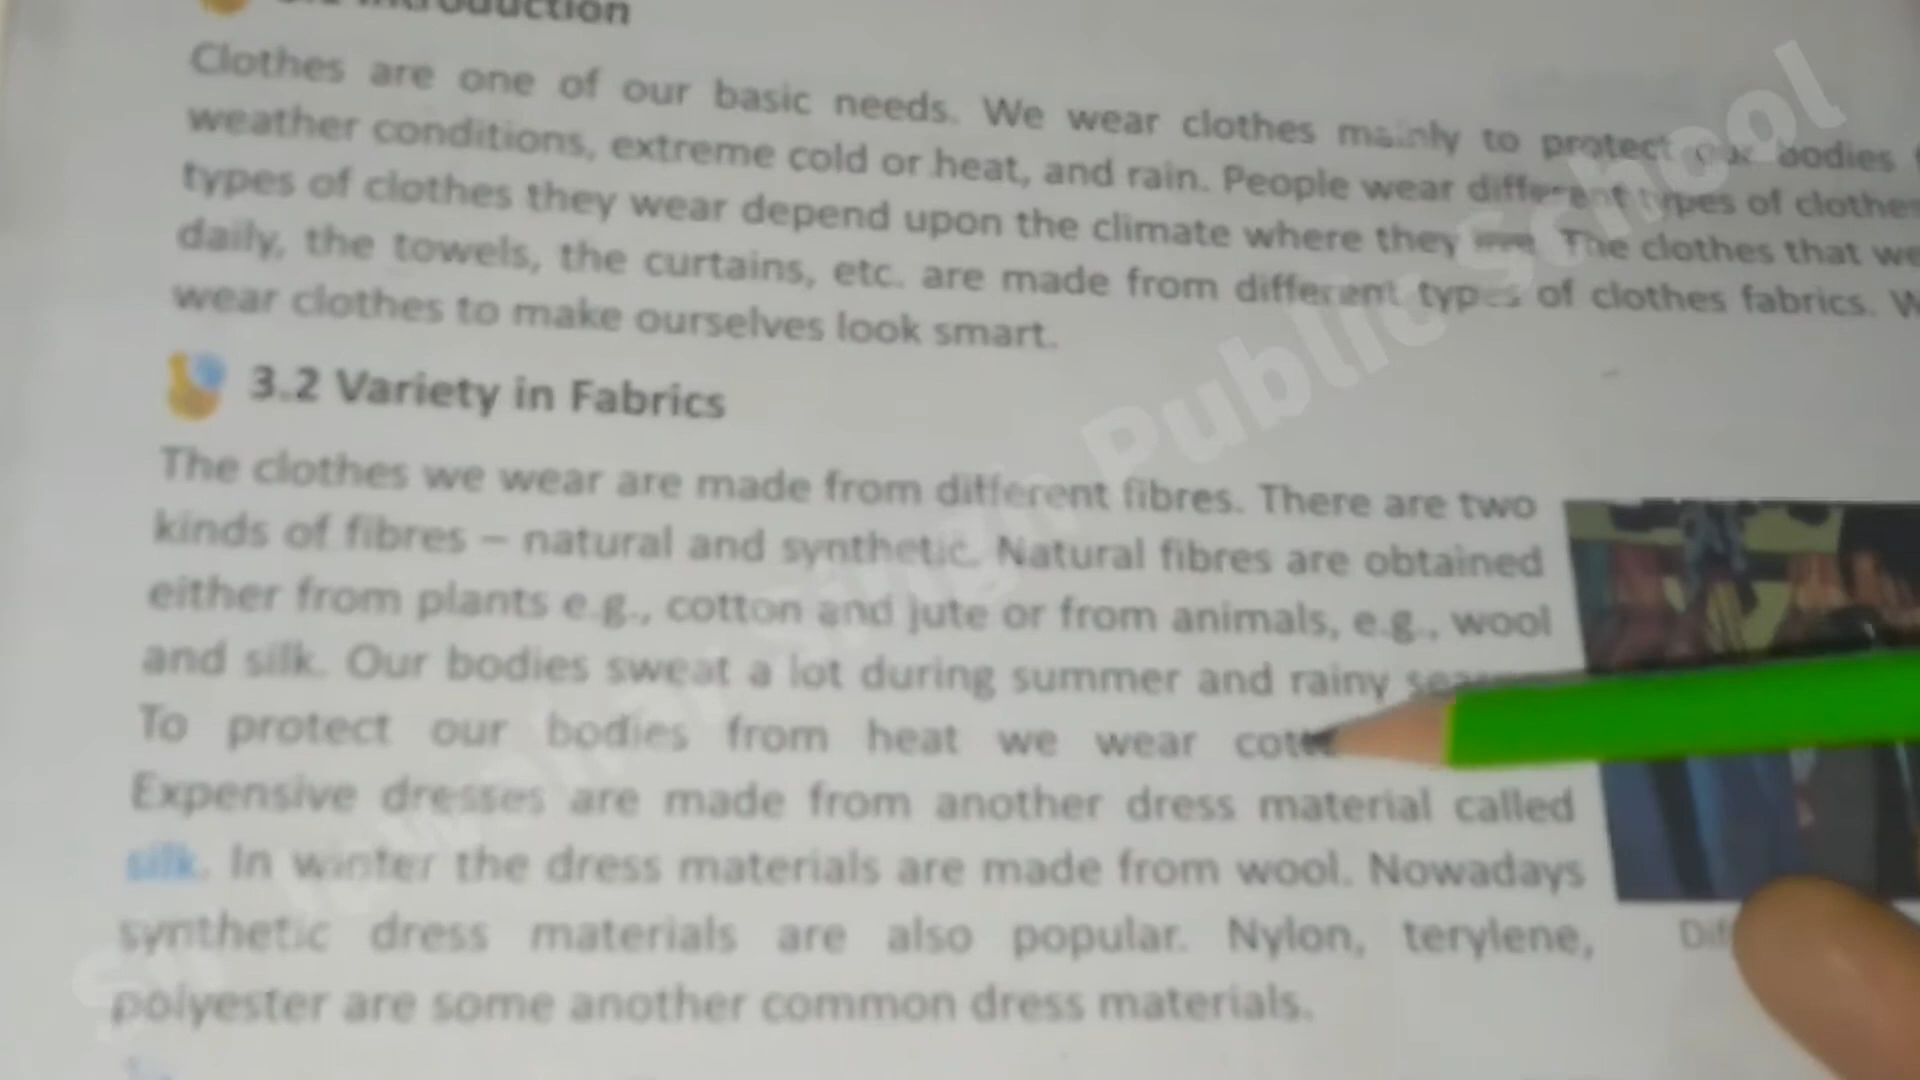 3.1 Introduction
Clothes are one of our basic needs. We wear clothes mainly to protect our bodies
weather conditions, extreme cold or heat, and rain. People wear different types of clothes
types of clothes they wear depend upon the climate where they live. The clothes that we
daily, the towels, the curtains, etc. are made from different types of clothes fabrics. W
wear clothes to make ourselves look smart.
3.2 Variety in Fabrics
The clothes we wear are made from different fibres. There are two
kinds of fibres – natural and synthetic. Natural fibres are obtained
either from plants e.g., cotton and jute or from animals, e.g., wool
and silk. Our bodies sweat a lot during summer and rainy
To protect our bodies from heat we wear
Expensive dresses are made from another dress material called
silk. In winter the dress materials are made from wool. Nowadays
synthetic dress materials are also popular. Nylon, terylene,
polyester are some another common dress materials.
Singh Public School